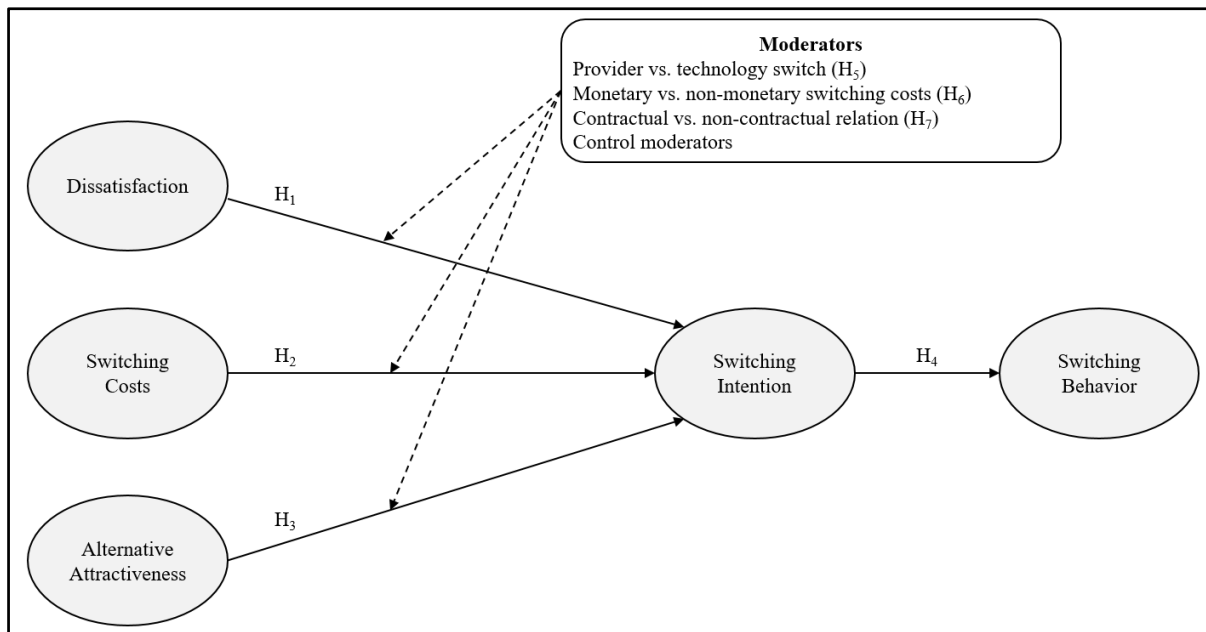 Moderators
Provider vs. technology switch (H₅)
Monetary vs. non-monetary switching costs (H₆)
Contractual vs. non-contractual relation (H₇)
Control moderators
Dissatisfaction
H₁
Switching
Costs
H₂
Switching
Intention
H₄
Switching
Behavior
H₃
Alternative
Attractiveness